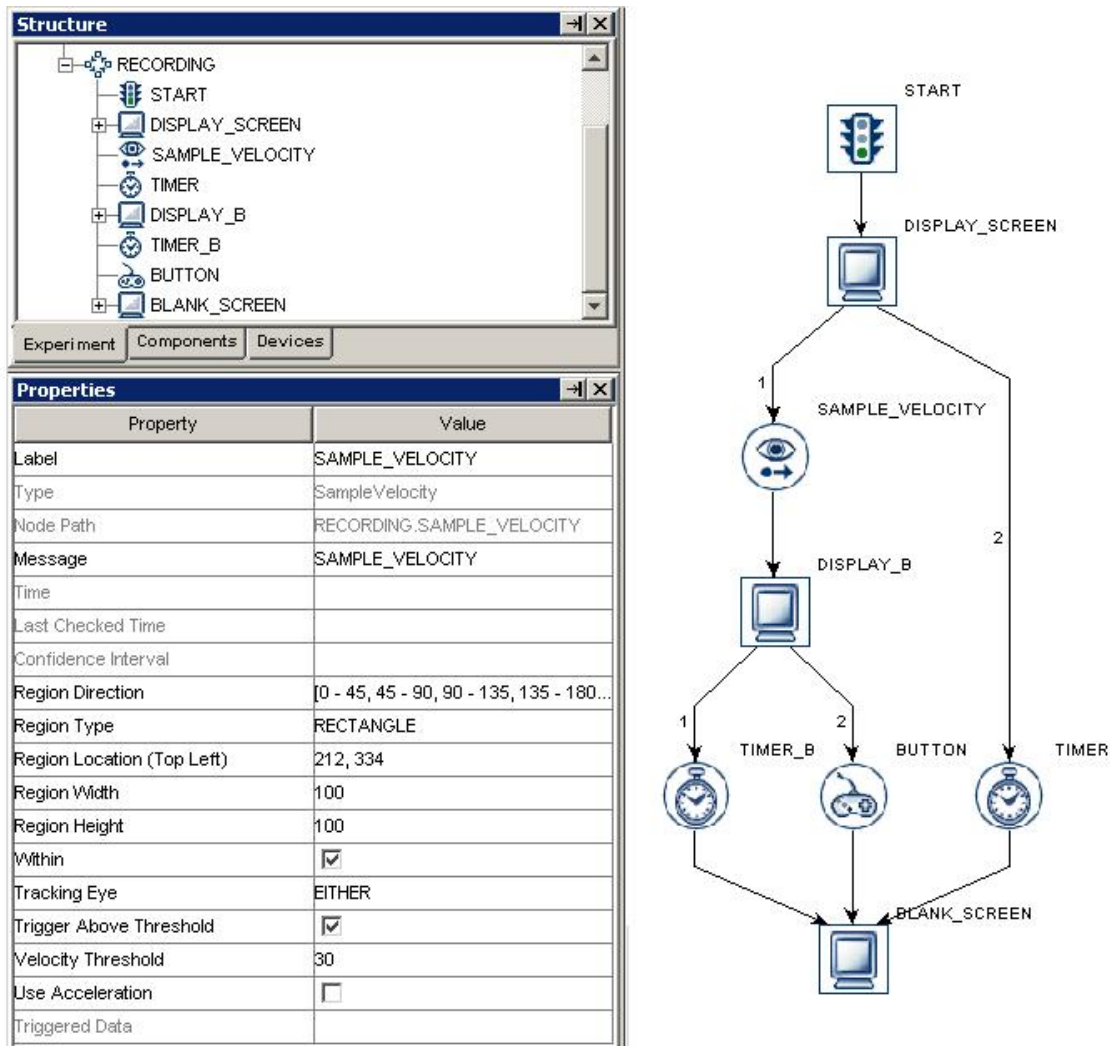 Structure
RECORDING
START
DISPLAY_SCREEN
SAMPLE_VELOCITY
TIMER
DISPLAY_B
TIMER_B
BUTTON
BLANK_SCREEN
Experiment Components Devices
Properties
Property Value
Label SAMPLE_VELOCITY
Type SampleVelocity
Node Path RECORDING.SAMPLE_VELOCITY
Message SAMPLE_VELOCITY
Time
Last Checked Time
Confidence Interval
Region Direction [0 - 45, 45 - 90, 90 - 135, 135 - 180...
Region Type RECTANGLE
Region Location (Top Left) 212, 334
Region Width 100
Region Height 100
Within
Tracking Eye EITHER
Trigger Above Threshold
Velocity Threshold 30
Use Acceleration
Triggered Data
START
DISPLAY_SCREEN
1
SAMPLE_VELOCITY
2
DISPLAY_B
1 2
TIMER_B BUTTON TIMER
BLANK_SCREEN